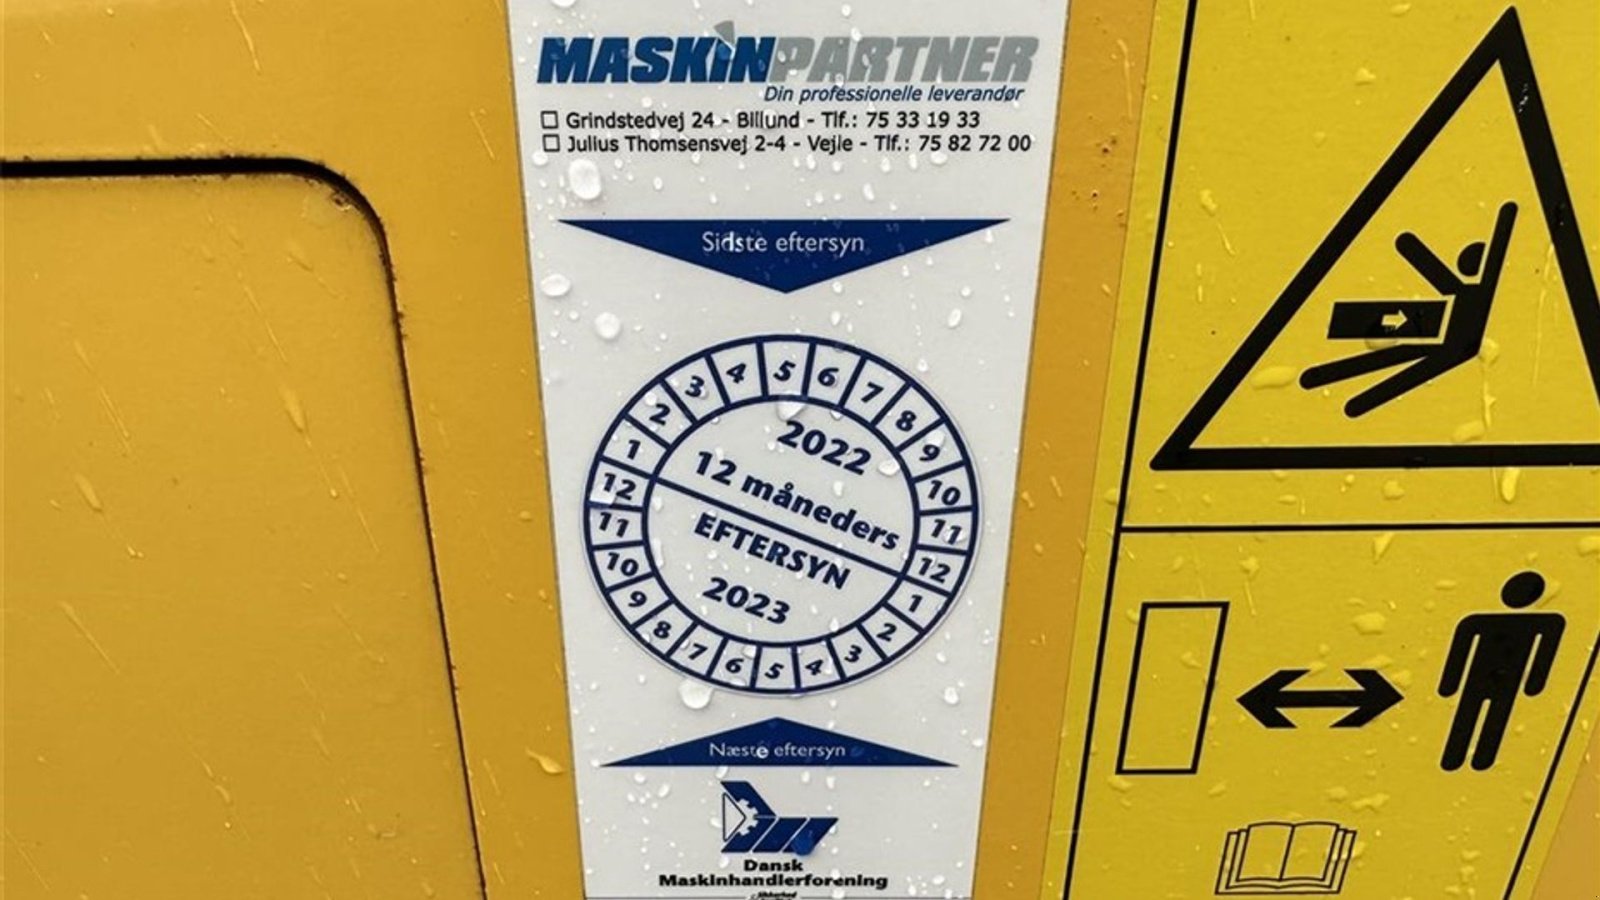 MASKINPARTNER
Din professionelle leverandør
Grindstedvej 24 - Billund - Tlf.: 75 33 19 33
Julius Thomsensvej 2-4 - Vejle - Tlf.: 75 82 72 00
Sidste eftersyn
1 2 3 4 5 6 7 8 9 10 11 12
2022
12 måneders
EFTERSYN
2023
1 2 3 4 5 6 7 8 9 10 11 12
Næste eftersyn
Dansk
Maskinhandlerforening